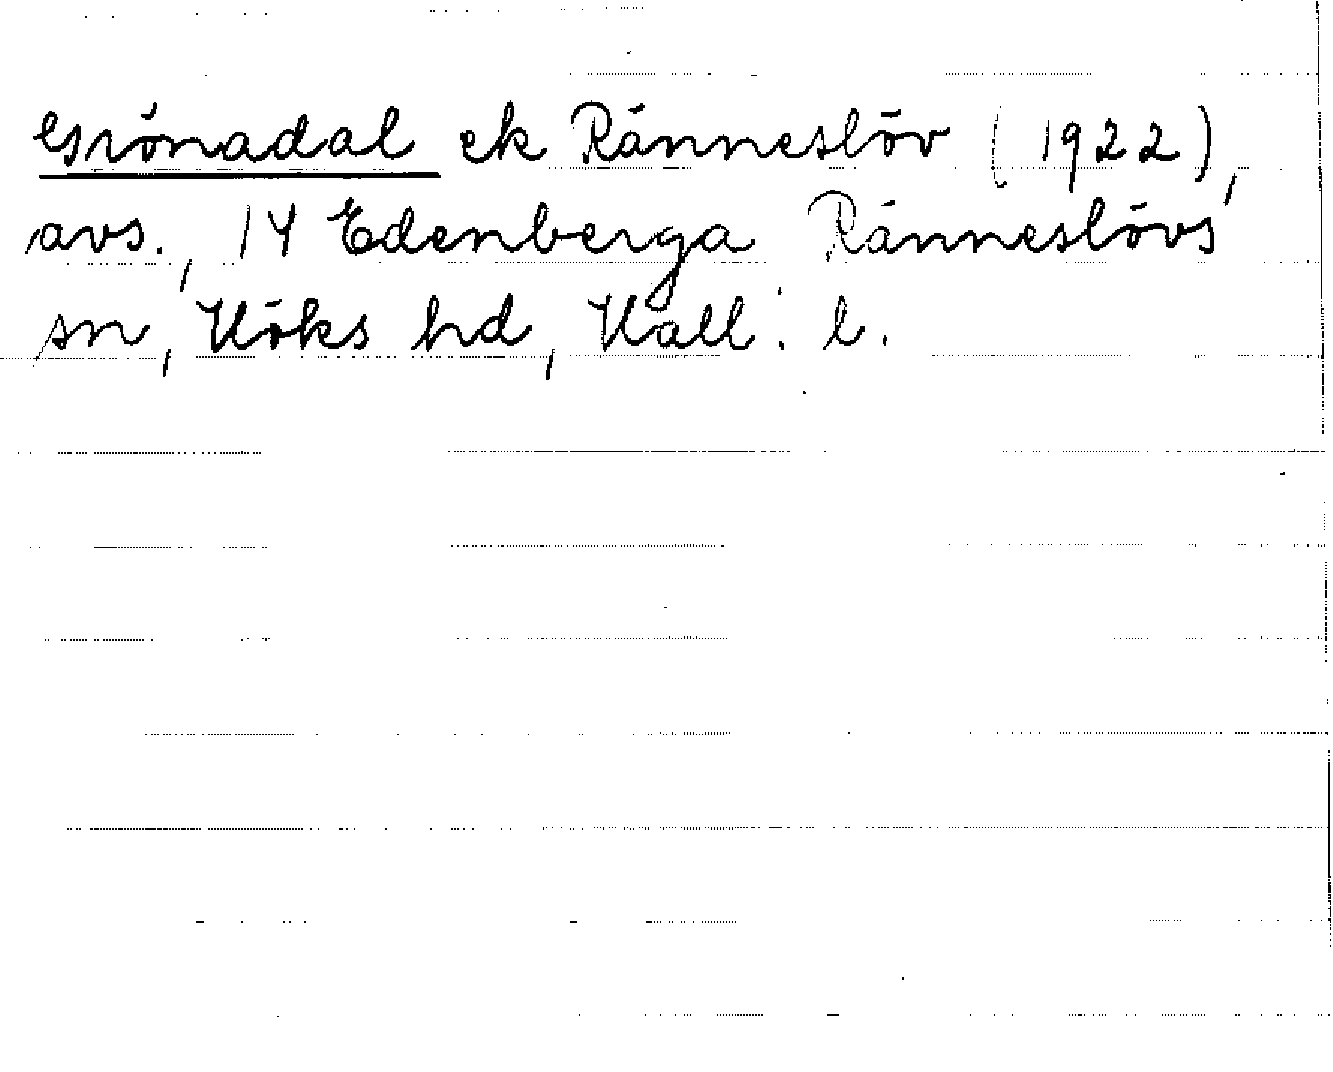 Grönadal ek Ränneslöv (1922),
avs., 14 Edenberga Ränneslövs
sn, Höks hd, Hall. l.